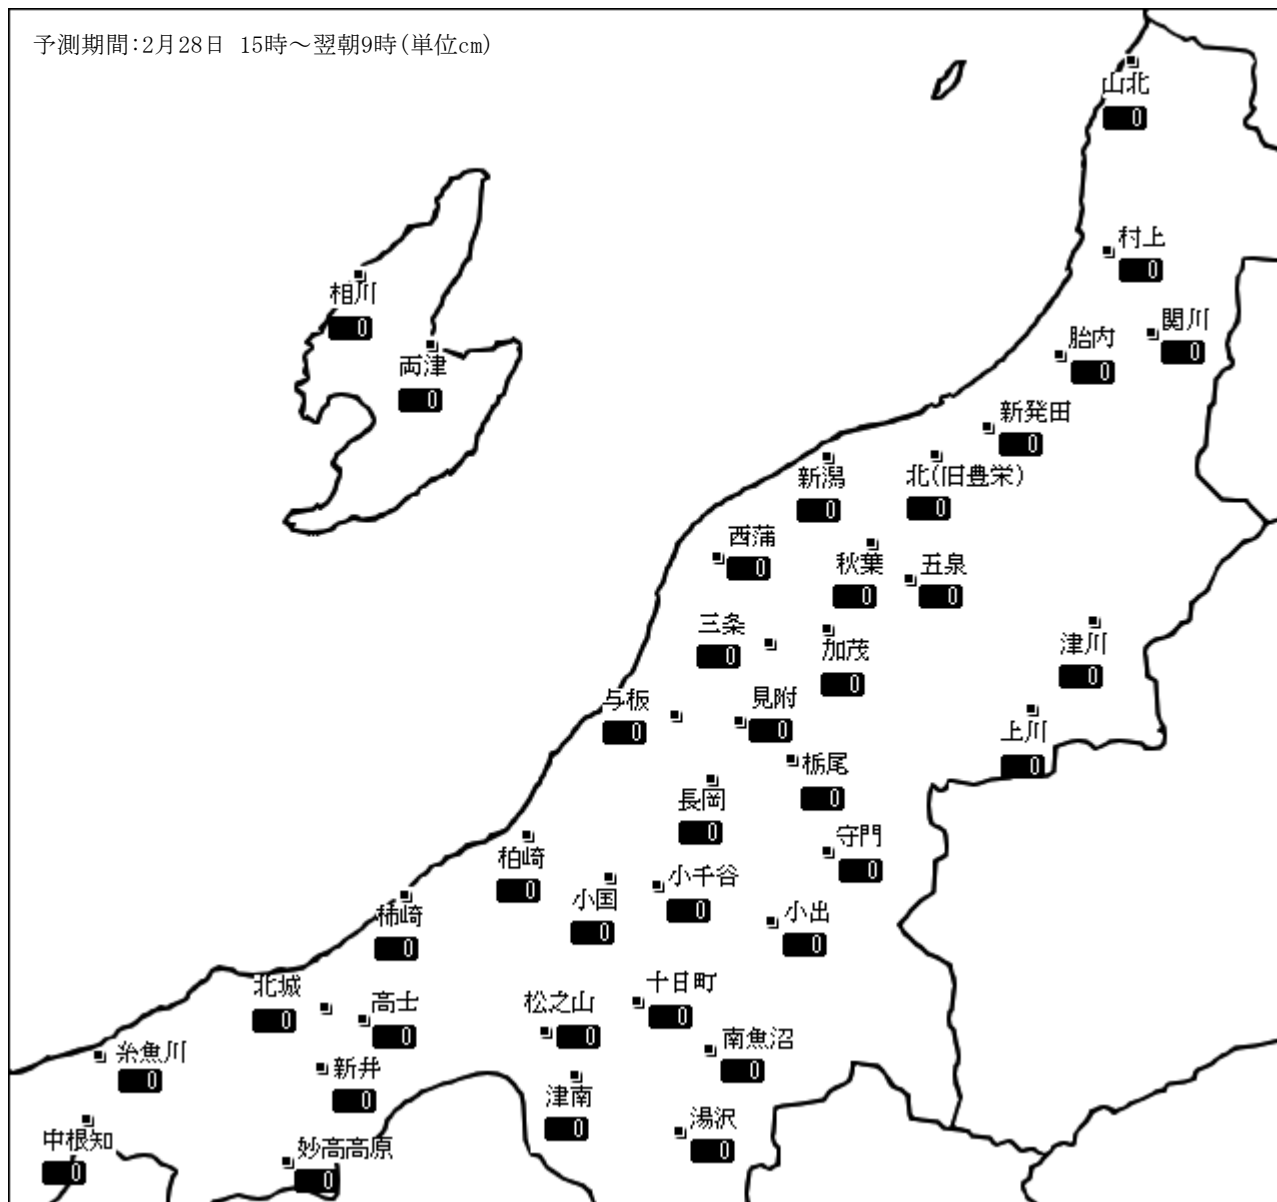 予測期間:2月28日 15時～翌朝9時(単位cm)
山北
0
村上
0
相川
0
関川
0
胎内
0
両津
0
新発田
0
新潟
0
北(旧豊栄)
0
西蒲
0
秋葉
0
五泉
0
三条
0
加茂
0
津川
0
与板
0
見附
0
上川
0
栃尾
0
長岡
0
守門
0
柏崎
0
小千谷
0
小国
0
小出
0
柿崎
0
北城
0
高士
0
松之山
0
十日町
0
南魚沼
0
糸魚川
0
新井
0
津南
0
湯沢
0
中根知
0
妙高高原
0